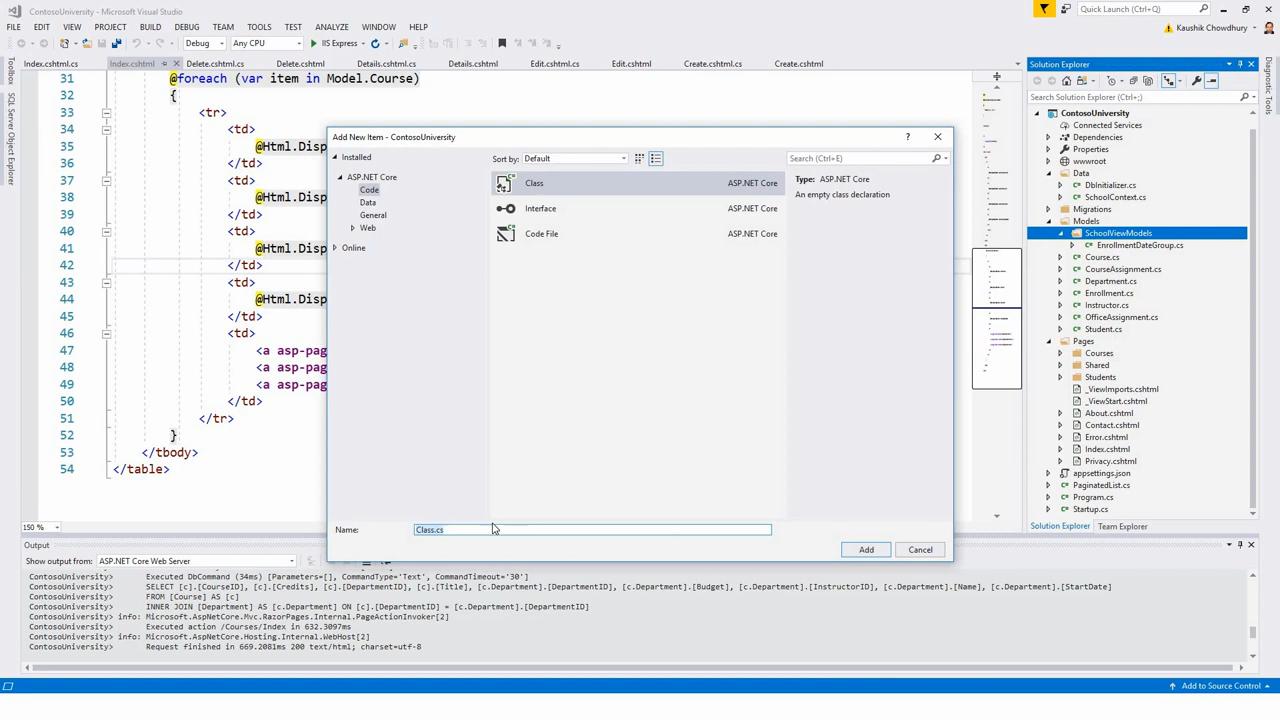 ContosoUniversity - Microsoft Visual Studio
Quick Launch (Ctrl+Q)
FILE EDIT VIEW PROJECT BUILD DEBUG TEAM TOOLS TEST ANALYZE WINDOW HELP
Kaushik Chowdhury
Debug Any CPU IIS Express
Index.cshtml.cs Index.cshtml Delete.cshtml.cs Delete.cshtml Details.cshtml.cs Details.cshtml Edit.cshtml.cs Edit.cshtml Create.cshtml.cs Create.cshtml
Toolbox
SQL Server Object Explorer
31 @foreach (var item in Model.Course)
32 {
33 <tr>
34 <td>
35 @Html.Disp
36 </td>
37 <td>
38 @Html.Disp
39 </td>
40 <td>
41 @Html.Disp
42 </td>
43 <td>
44 @Html.Disp
45 </td>
46 <td>
47 <a asp-pag
48 <a asp-pag
49 <a asp-pag
50 </td>
51 </tr>
52 }
53 </tbody>
54 </table>
150 %
Add New Item - ContosoUniversity
?
Installed
ASP.NET Core
Code
Data
General
Web
Online
Sort by: Default
Search (Ctrl+E)
Class ASP.NET Core
Interface ASP.NET Core
Code File ASP.NET Core
Type: ASP.NET Core
An empty class declaration
Name: Class.cs
Add Cancel
Solution Explorer
Search Solution Explorer (Ctrl+;)
ContosoUniversity
Connected Services
Dependencies
Properties
wwwroot
Data
DbInitializer.cs
SchoolContext.cs
Migrations
Models
SchoolViewModels
EnrollmentDateGroup.cs
Course.cs
CourseAssignment.cs
Department.cs
Enrollment.cs
Instructor.cs
OfficeAssignment.cs
Student.cs
Pages
Courses
Shared
Students
_ViewImports.cshtml
_ViewStart.cshtml
About.cshtml
Contact.cshtml
Error.cshtml
Index.cshtml
Privacy.cshtml
appsettings.json
PaginatedList.cs
Program.cs
Startup.cs
Solution Explorer Team Explorer
Diagnostic Tools
Output
Show output from: ASP.NET Core Web Server
ContosoUniversity> Executed DbCommand (34ms) [Parameters=[], CommandType='Text', CommandTimeout='30']
ContosoUniversity> SELECT [c].[CourseID], [c].[Credits], [c].[DepartmentID], [c].[Title], [c.Department].[DepartmentID], [c.Department].[Budget], [c.Department].[InstructorID], [c.Department].[Name], [c.Department].[StartDate]
ContosoUniversity> FROM [Course] AS [c]
ContosoUniversity> INNER JOIN [Department] AS [c.Department] ON [c].[DepartmentID] = [c.Department].[DepartmentID]
ContosoUniversity> info: Microsoft.AspNetCore.Mvc.RazorPages.Internal.PageActionInvoker[2]
ContosoUniversity> Executed action /Courses/Index in 632.3097ms
ContosoUniversity> info: Microsoft.AspNetCore.Hosting.Internal.WebHost[2]
ContosoUniversity> Request finished in 669.2081ms 200 text/html; charset=utf-8
Add to Source Control